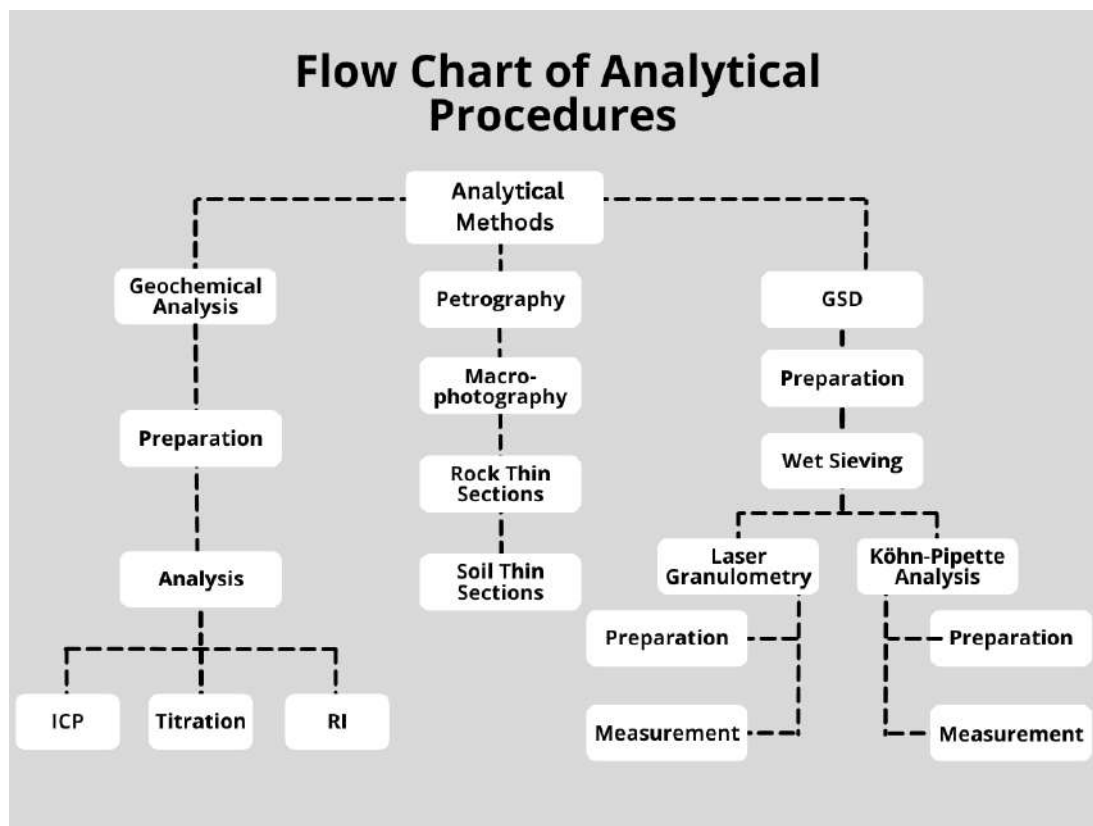 Flow Chart of Analytical
Procedures
Analytical
Methods
Geochemical
Analysis
Preparation
Analysis
ICP
Titration
RI
Petrography
Macro-
photography
Rock Thin
Sections
Soil Thin
Sections
GSD
Preparation
Wet Sieving
Laser
Granulometry
Preparation
Measurement
Köhn-Pipette
Analysis
Preparation
Measurement